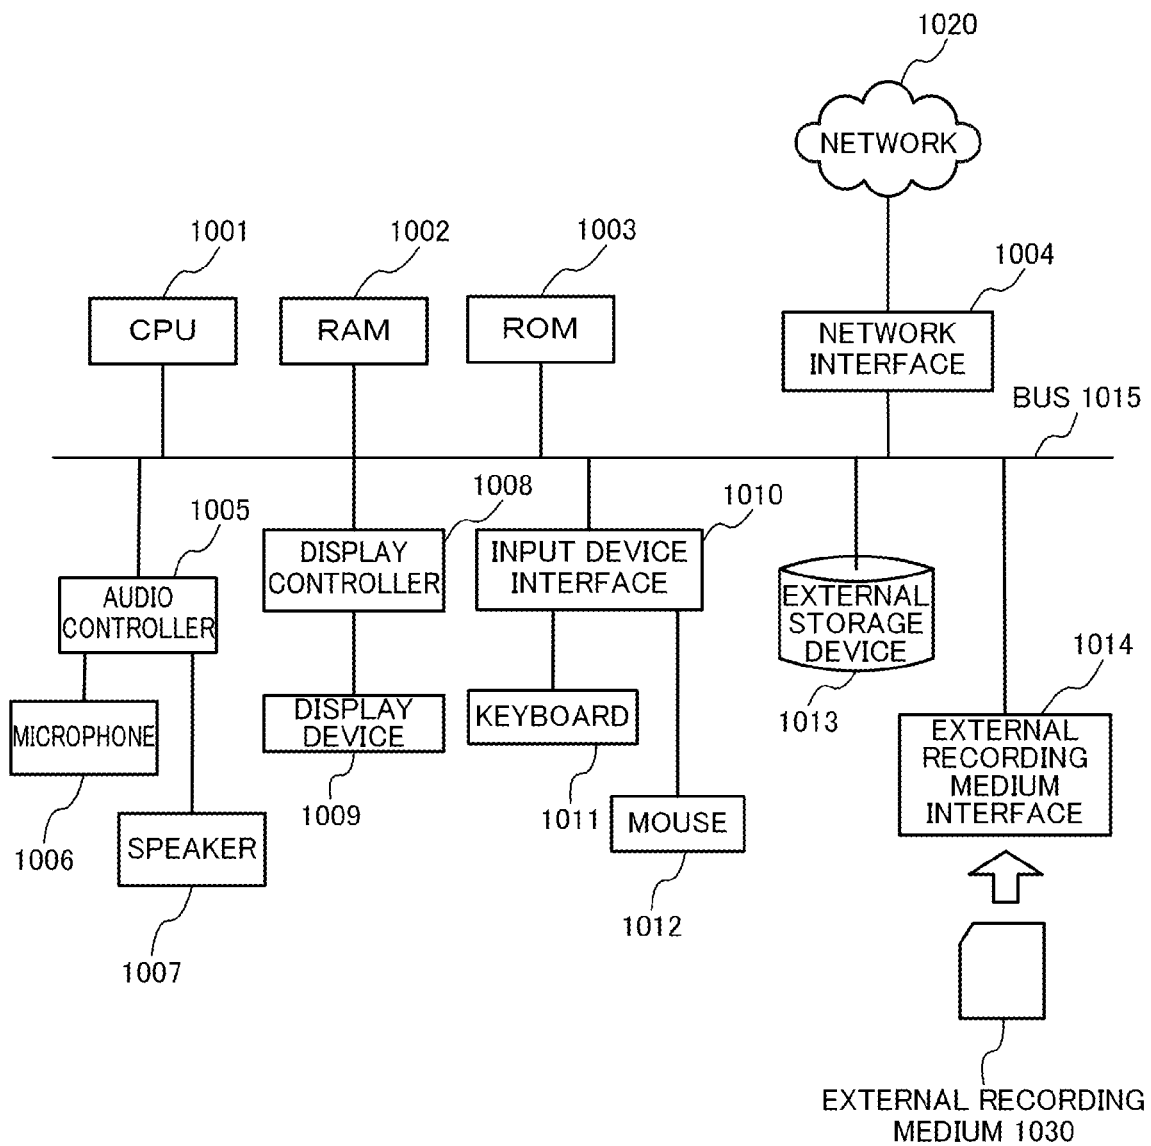 1020
NETWORK
1001
1002
1003
1004
CPU
RAM
ROM
NETWORK
INTERFACE
BUS 1015
1005
1008
1010
AUDIO
CONTROLLER
DISPLAY
CONTROLLER
INPUT DEVICE
INTERFACE
EXTERNAL
STORAGE
DEVICE
1013
1014
MICROPHONE
1006
DISPLAY
DEVICE
1009
KEYBOARD
1011
EXTERNAL
RECORDING
MEDIUM
INTERFACE
SPEAKER
1007
MOUSE
1012
EXTERNAL RECORDING
MEDIUM 1030